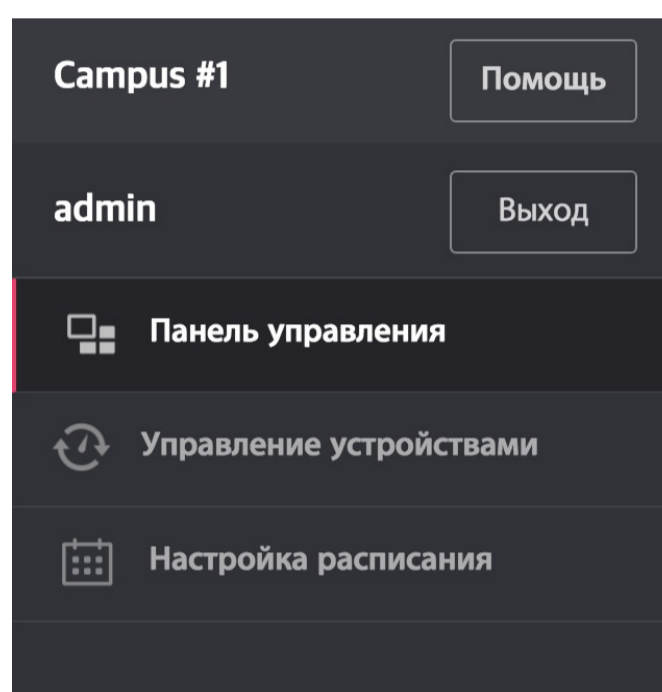 Campus #1
Помощь
admin
Выход
Панель управления
Управление устройствами
Настройка расписания